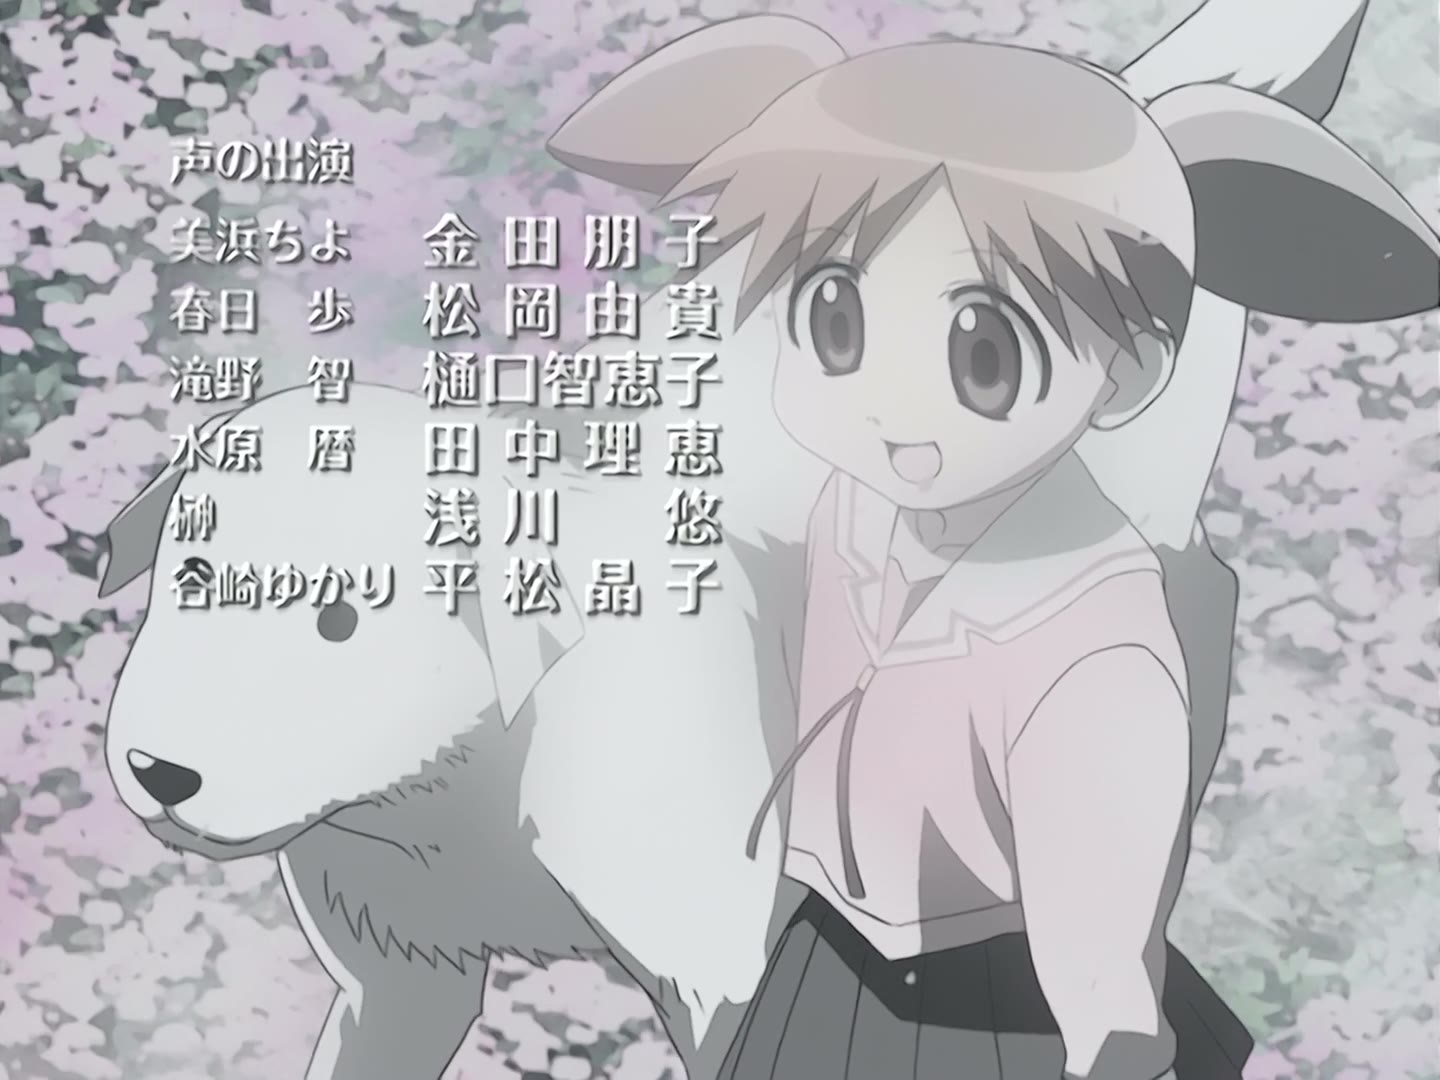 声の出演
美浜ちよ 金田朋子
春日 歩 松岡由貴
滝野 智 樋口智恵子
水原 暦 田中理恵
榊 浅川 悠
谷崎ゆかり 平松晶子